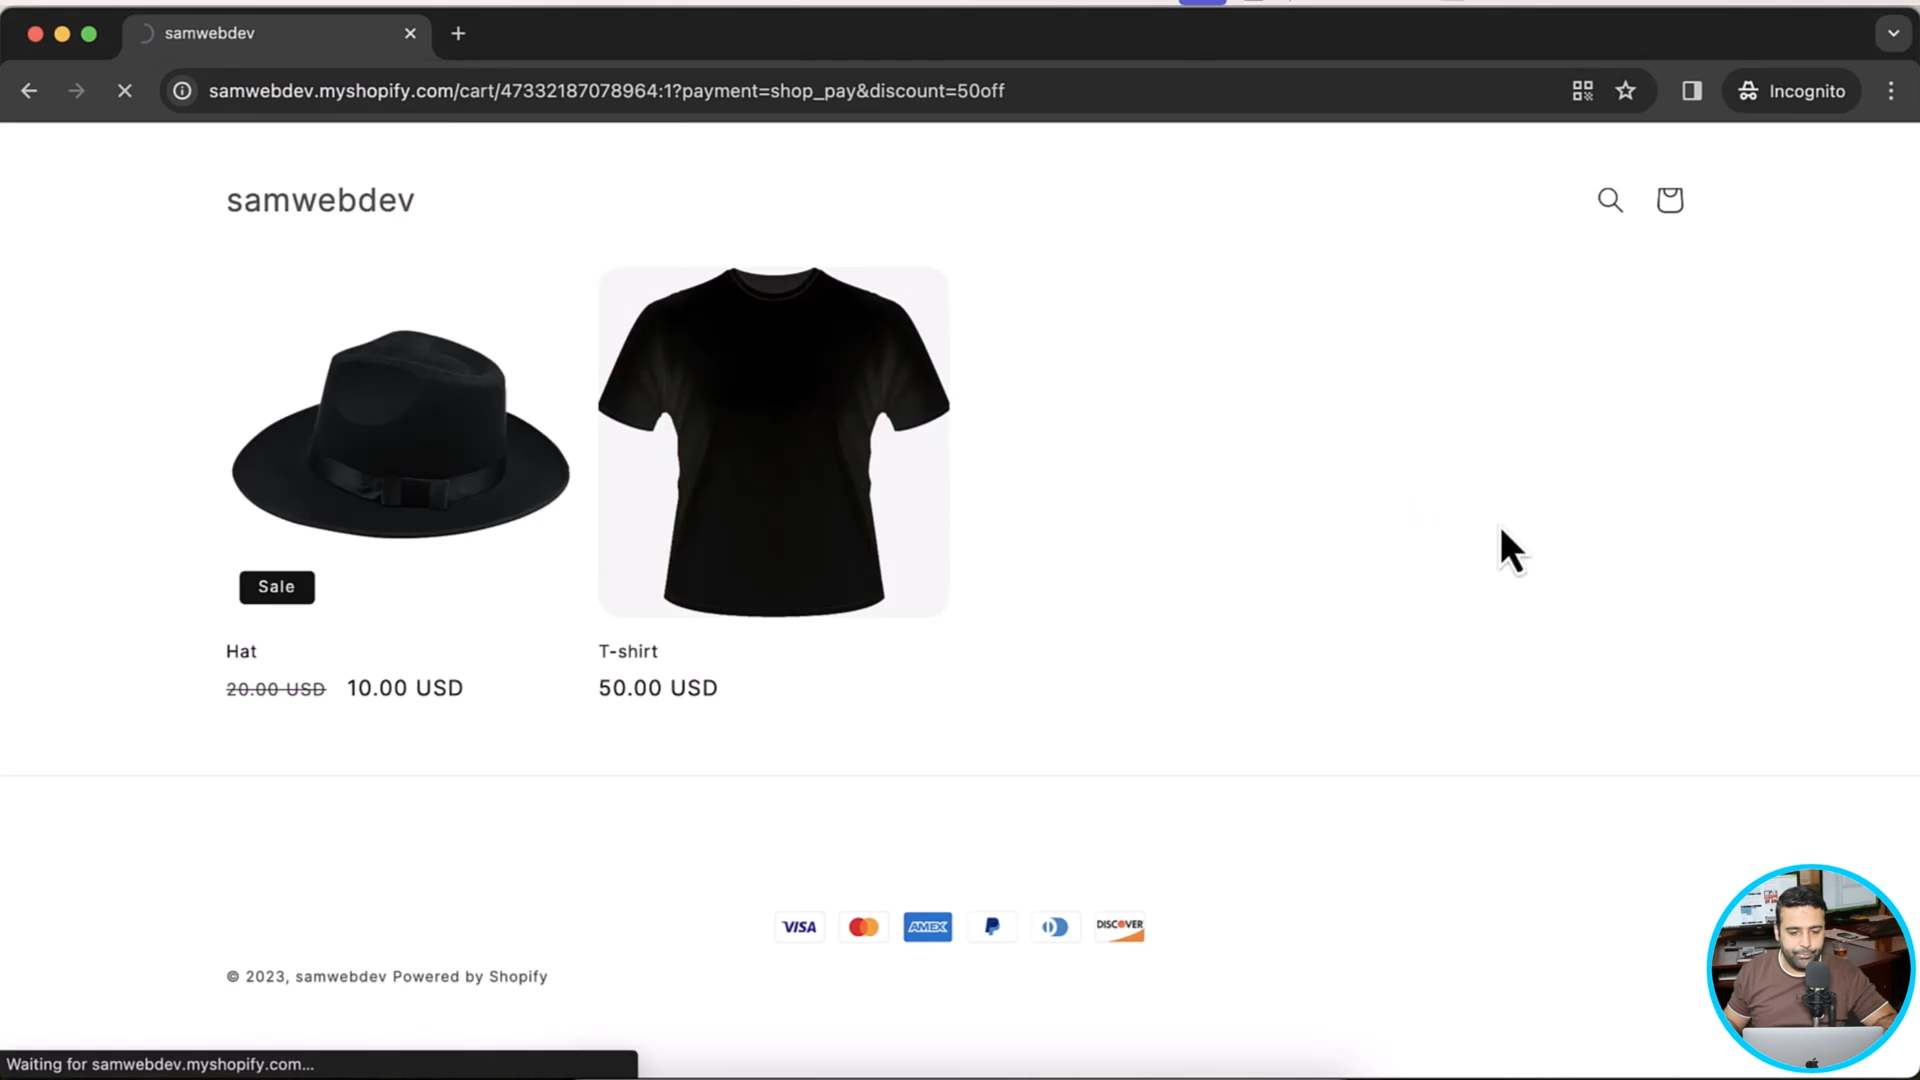 samwebdev
samwebdev.myshopify.com/cart/47332187078964:1?payment=shop_pay&discount=50off
Incognito
samwebdev
Sale
Hat
T-shirt
20.00 USD 10.00 USD
50.00 USD
VISA
AMEX
DISCOVER
© 2023, samwebdev Powered by Shopify
Waiting for samwebdev.myshopify.com...